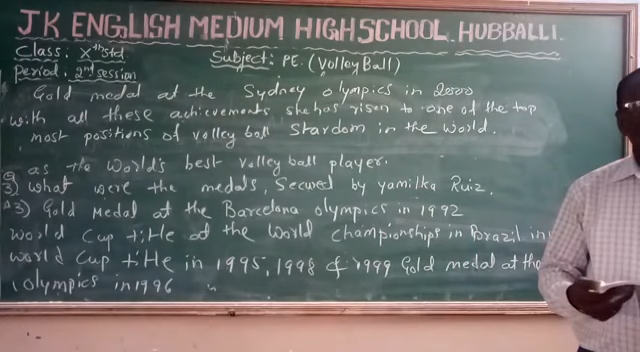 JK ENGLISH MEDIUM HIGH SCHOOL. HUBBALLI.
Class: Xth std. Subject: PE. (Volley Ball)
period: 2nd session
Gold medal at the Sydney olympics in 2000
with all these achievements she has risen to one of the top
most positions of volley ball Stardom in the world.
as the World's best volley ball player.
3) What were the medals, Secured by yamilka Ruiz.
A3) Gold Medal at the Barcelona olympics in 1992
World Cup title at the World Championships in Brazil in
World Cup title in 1995, 1998 & 1999 Gold medal at the
olympics in 1996